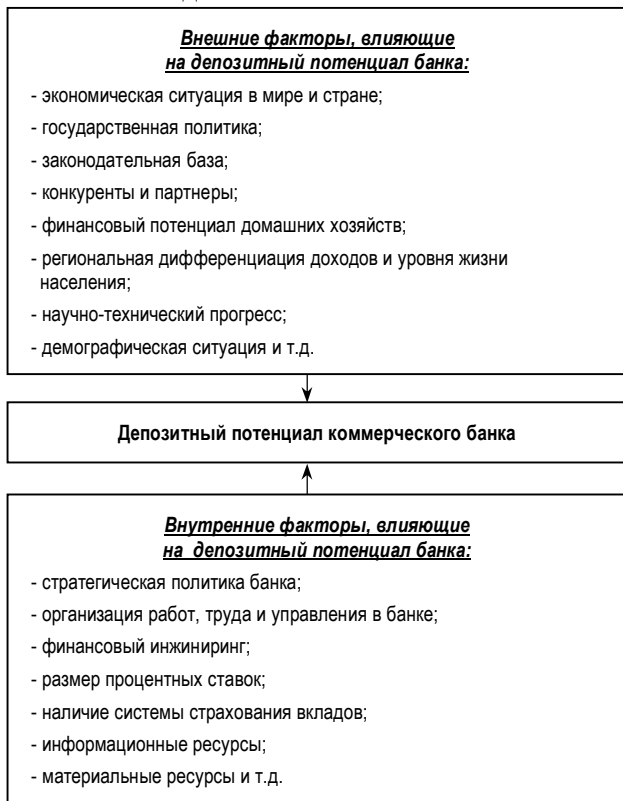 Внешние факторы, влияющие
на депозитный потенциал банка:
- экономическая ситуация в мире и стране;
- государственная политика;
- законодательная база;
- конкуренты и партнеры;
- финансовый потенциал домашних хозяйств;
- региональная дифференциация доходов и уровня жизни
населения;
- научно-технический прогресс;
- демографическая ситуация и т.д.
Депозитный потенциал коммерческого банка
Внутренние факторы, влияющие
на депозитный потенциал банка:
- стратегическая политика банка;
- организация работ, труда и управления в банке;
- финансовый инжиниринг;
- размер процентных ставок;
- наличие системы страхования вкладов;
- информационные ресурсы;
- материальные ресурсы и т.д.